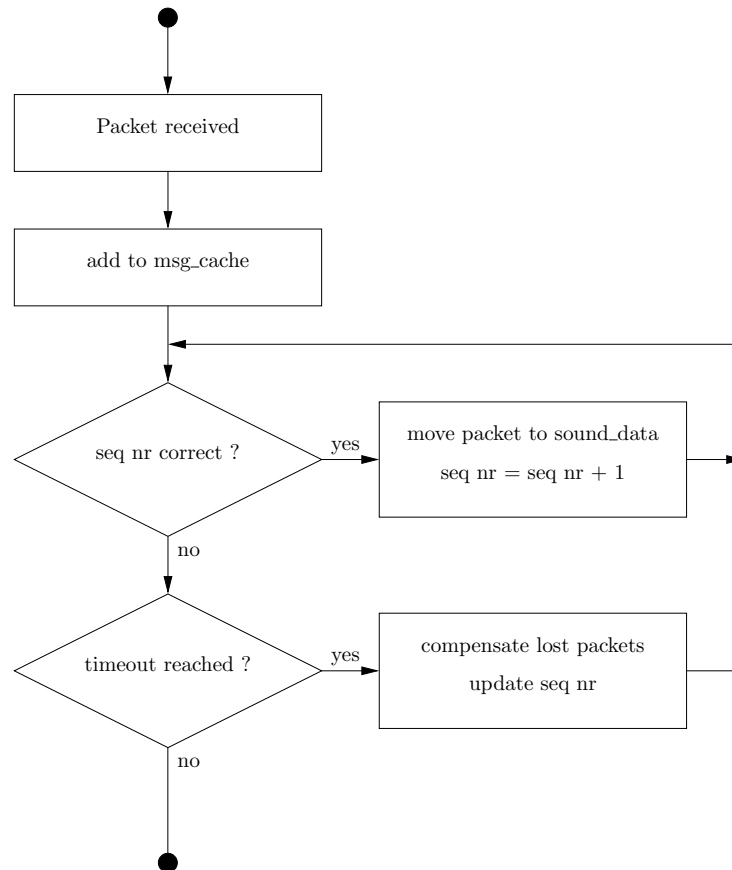 Packet received
add to msg_cache
seq nr correct ?
yes
move packet to sound_data
seq nr = seq nr + 1
no
timeout reached ?
yes
compensate lost packets
update seq nr
no